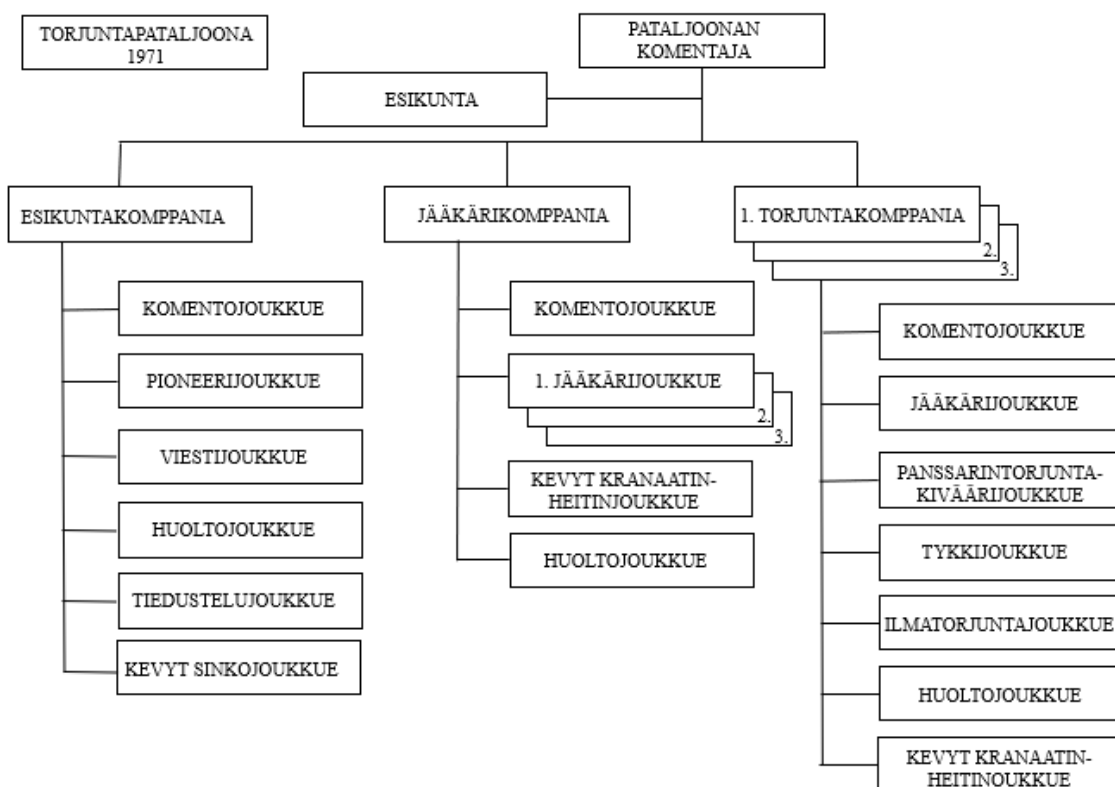 TORJUNTAPATALJOONA
1971
PATALJOONAN
KOMENTAJA
ESIKUNTA
ESIKUNTAKOMPPANIA
KOMENTOJOUKKUE
PIONEERIJOUKKUE
VIESTIJOUKKUE
HUOLTOJOUKKUE
TIEDUSTELUJOUKKUE
KEVYT SINKOJOUKKUE
JÄÄKÄRIKOMPPANIA
KOMENTOJOUKKUE
1. JÄÄKÄRIJOUKKUE
2.
3.
KEVYT KRANAATIN-
HEITINJOUKKUE
HUOLTOJOUKKUE
1. TORJUNTAKOMPPANIA
2.
3.
KOMENTOJOUKKUE
JÄÄKÄRIJOUKKUE
PANSSARINTORJUNTA-
KIVÄÄRIJOUKKUE
TYKKIJOUKKUE
ILMATORJUNTAJOUKKUE
HUOLTOJOUKKUE
KEVYT KRANAATIN-
HEITINOUKKUE